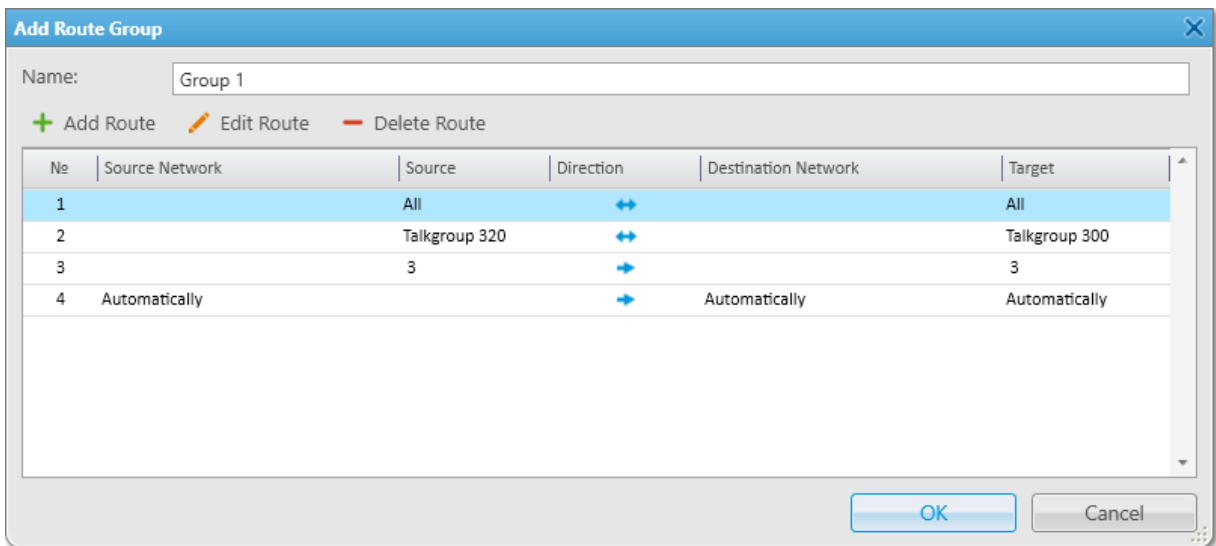 Add Route Group
Name: Group 1
Add Route Edit Route Delete Route
№ Source Network Source Direction Destination Network Target
1 All All
2 Talkgroup 320 Talkgroup 300
3 3 3
4 Automatically Automatically Automatically
OK Cancel